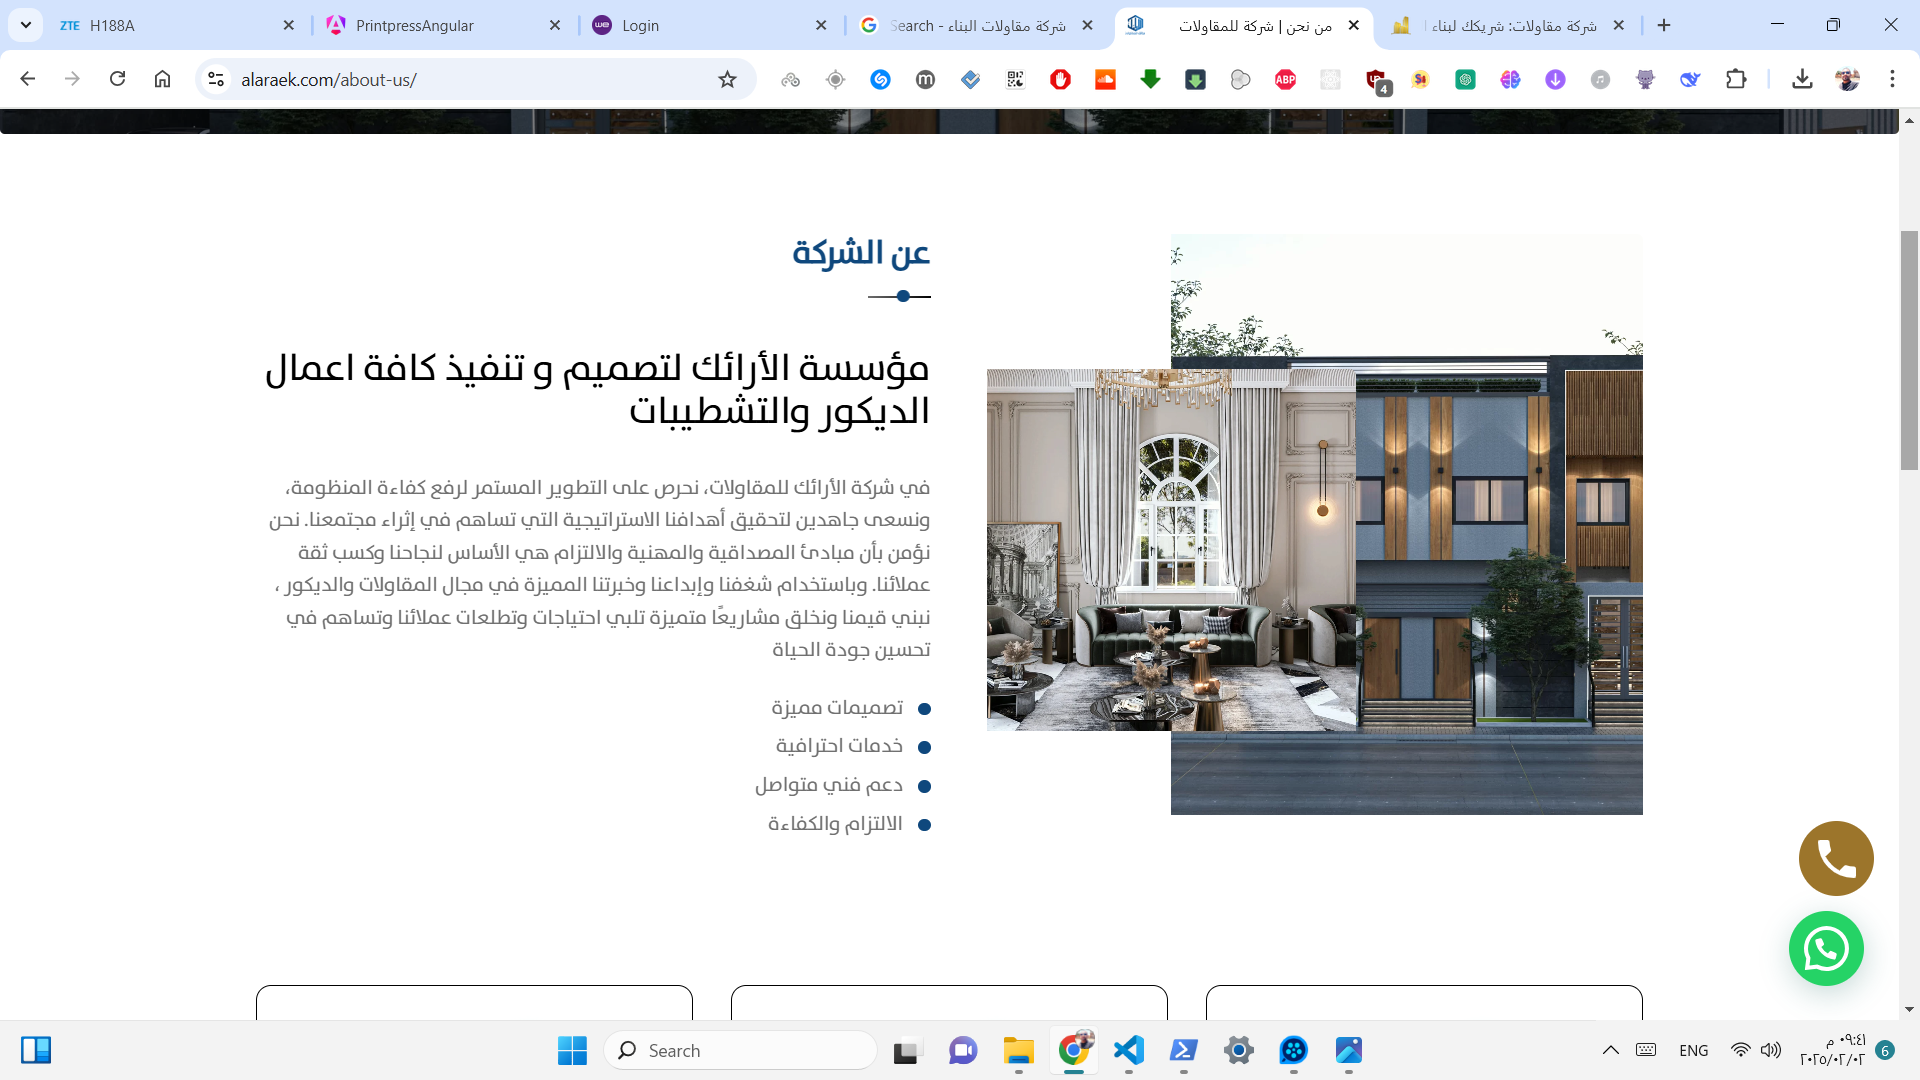 H188A
PrintpressAngular
Login
شركة مقاولات البناء - Search
من نحن | شركة للمقاولات
شركة مقاولات: شريكك لبناء
alaraek.com/about-us/
4
عن الشركة
مؤسسة الأرائك لتصميم و تنفيذ كافة اعمال
الديكور والتشطيبات
في شركة الأرائك للمقاولات، نحرص على التطوير المستمر لرفع كفاءة المنظومة،
ونسعى جاهدين لتحقيق أهدافنا الاستراتيجية التي تساهم في إثراء مجتمعنا. نحن
نؤمن بأن مبادئ المصداقية والمهنية والالتزام هي الأساس لنجاحنا وكسب ثقة
عملائنا. وباستخدام شغفنا وإبداعنا وخبرتنا المميزة في مجال المقاولات والديكور ،
نبني قيمنا ونخلق مشاريعًا متميزة تلبي احتياجات وتطلعات عملائنا وتساهم في
تحسين جودة الحياة
تصميمات مميزة
خدمات احترافية
دعم فني متواصل
الالتزام والكفاءة
Search
ENG
٠٩:٤١ م
٢٠٢٥/٠٢/٠٢
6